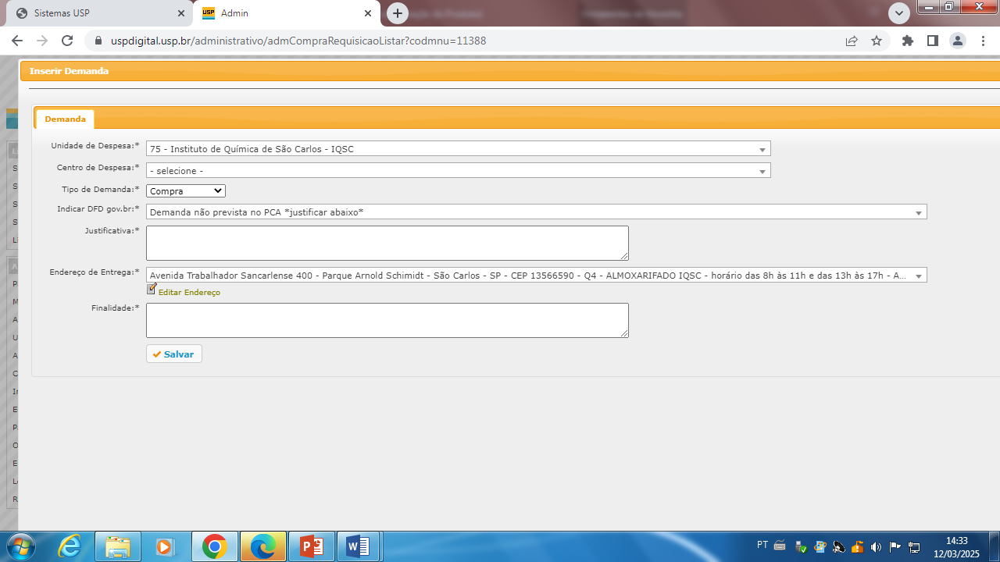 Sistemas USP
USP Admin
uspdigital.usp.br/administrativo/admCompraRequisicaoListar?codmnu=11388
Inserir Demanda
Demanda
Unidade de Despesa:* 75 - Instituto de Química de São Carlos - IQSC
Centro de Despesa:* - selecione -
Tipo de Demanda:* Compra
Indicar DFD gov.br:* Demanda não prevista no PCA *justificar abaixo*
Justificativa:*
Endereço de Entrega:* Avenida Trabalhador Sancarlense 400 - Parque Arnold Schimidt - São Carlos - SP - CEP 13566590 - Q4 - ALMOXARIFADO IQSC - horário das 8h às 11h e das 13h às 17h - A...
Editar Endereço
Finalidade:*
Salvar
PT
14:33
12/03/2025